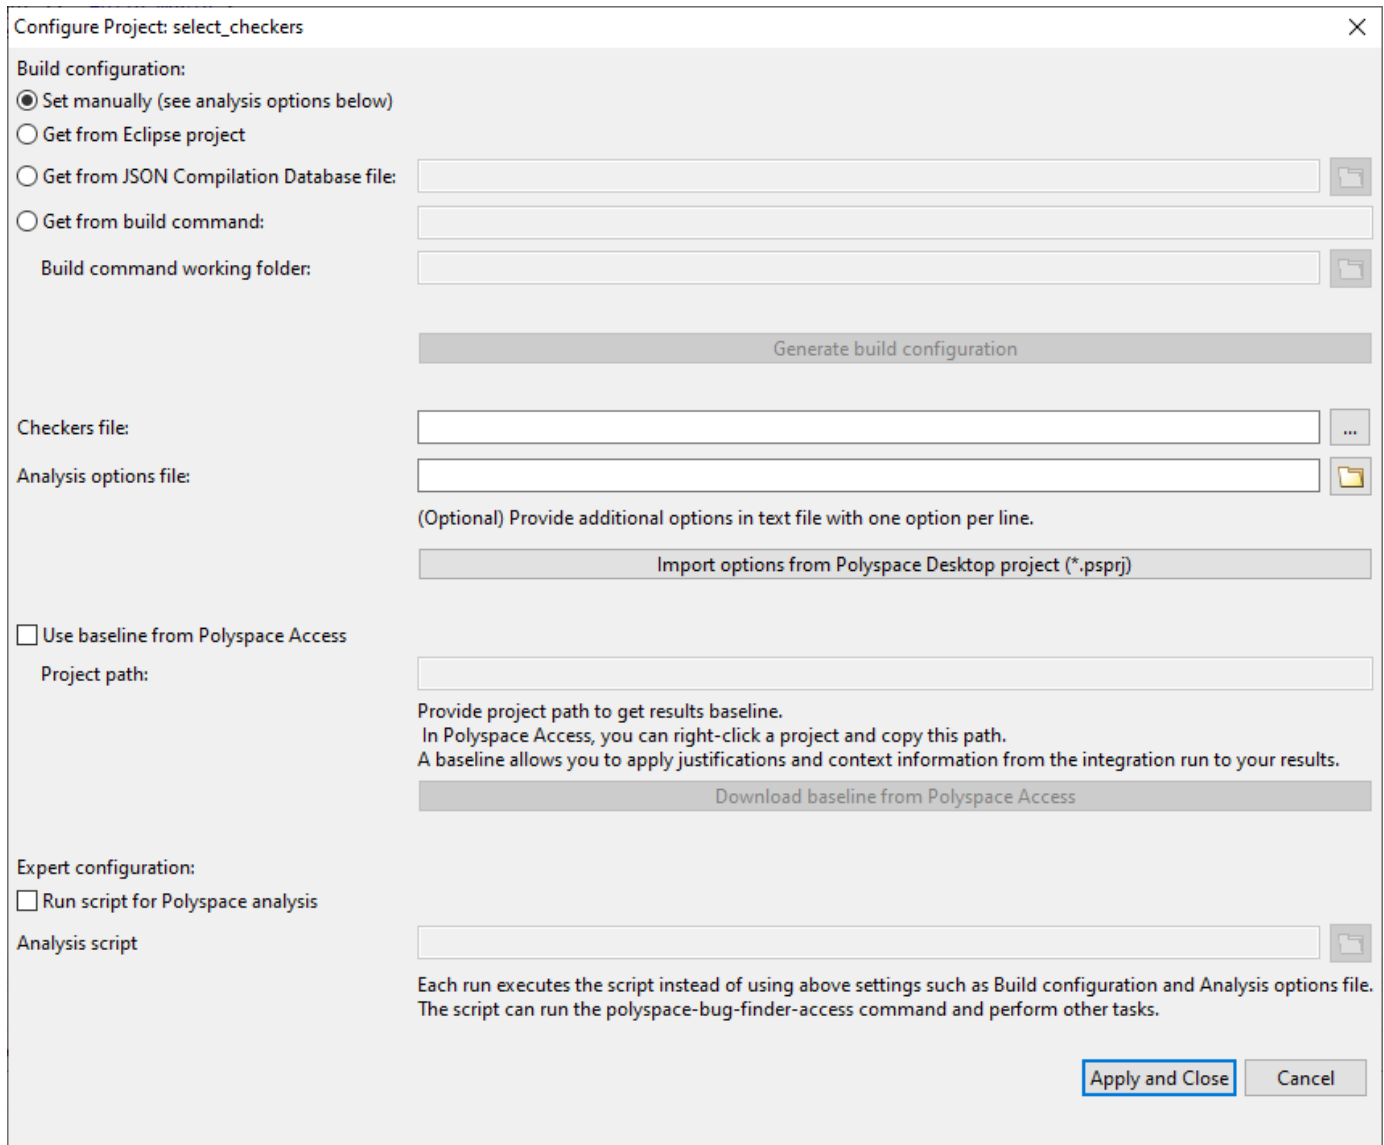 Configure Project: select_checkers
Build configuration:
Set manually (see analysis options below)
Get from Eclipse project
Get from JSON Compilation Database file:
Get from build command:
Build command working folder:
Generate build configuration
Checkers file:
...
Analysis options file:
(Optional) Provide additional options in text file with one option per line.
Import options from Polyspace Desktop project (*.psprj)
Use baseline from Polyspace Access
Project path:
Provide project path to get results baseline.
In Polyspace Access, you can right-click a project and copy this path.
A baseline allows you to apply justifications and context information from the integration run to your results.
Download baseline from Polyspace Access
Expert configuration:
Run script for Polyspace analysis
Analysis script
Each run executes the script instead of using above settings such as Build configuration and Analysis options file.
The script can run the polyspace-bug-finder-access command and perform other tasks.
Apply and Close
Cancel